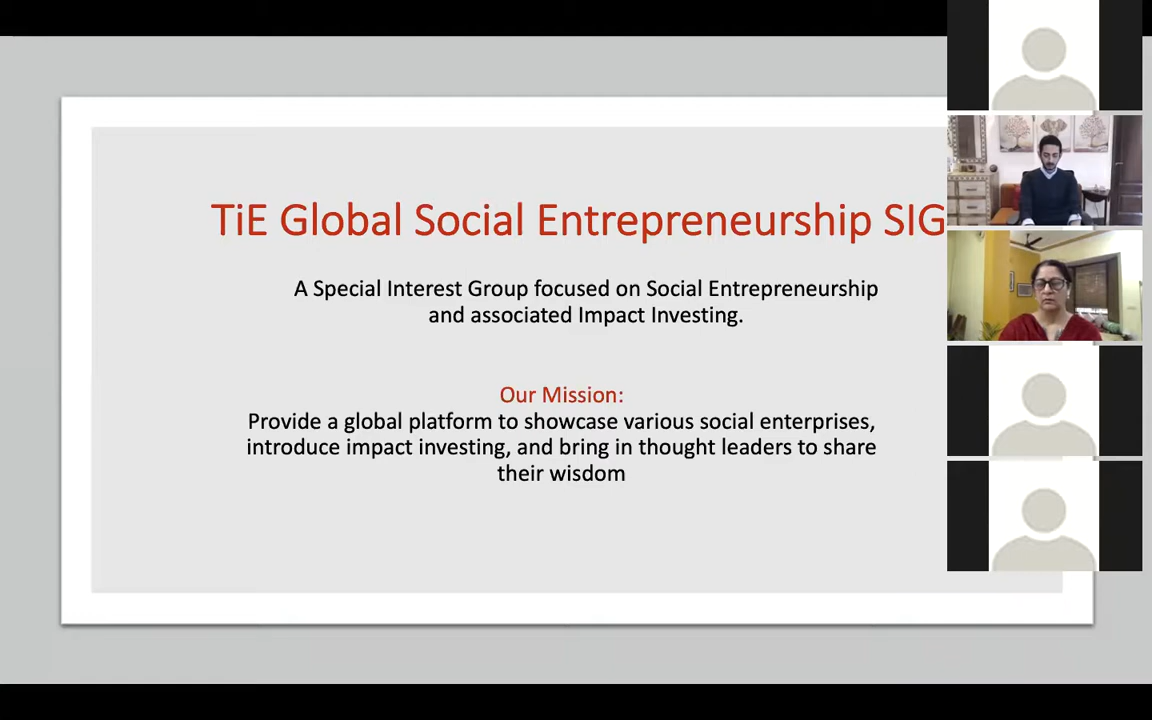 TiE Global Social Entrepreneurship SIG
A Special Interest Group focused on Social Entrepreneurship
and associated Impact Investing.
Our Mission:
Provide a global platform to showcase various social enterprises,
introduce impact investing, and bring in thought leaders to share
their wisdom